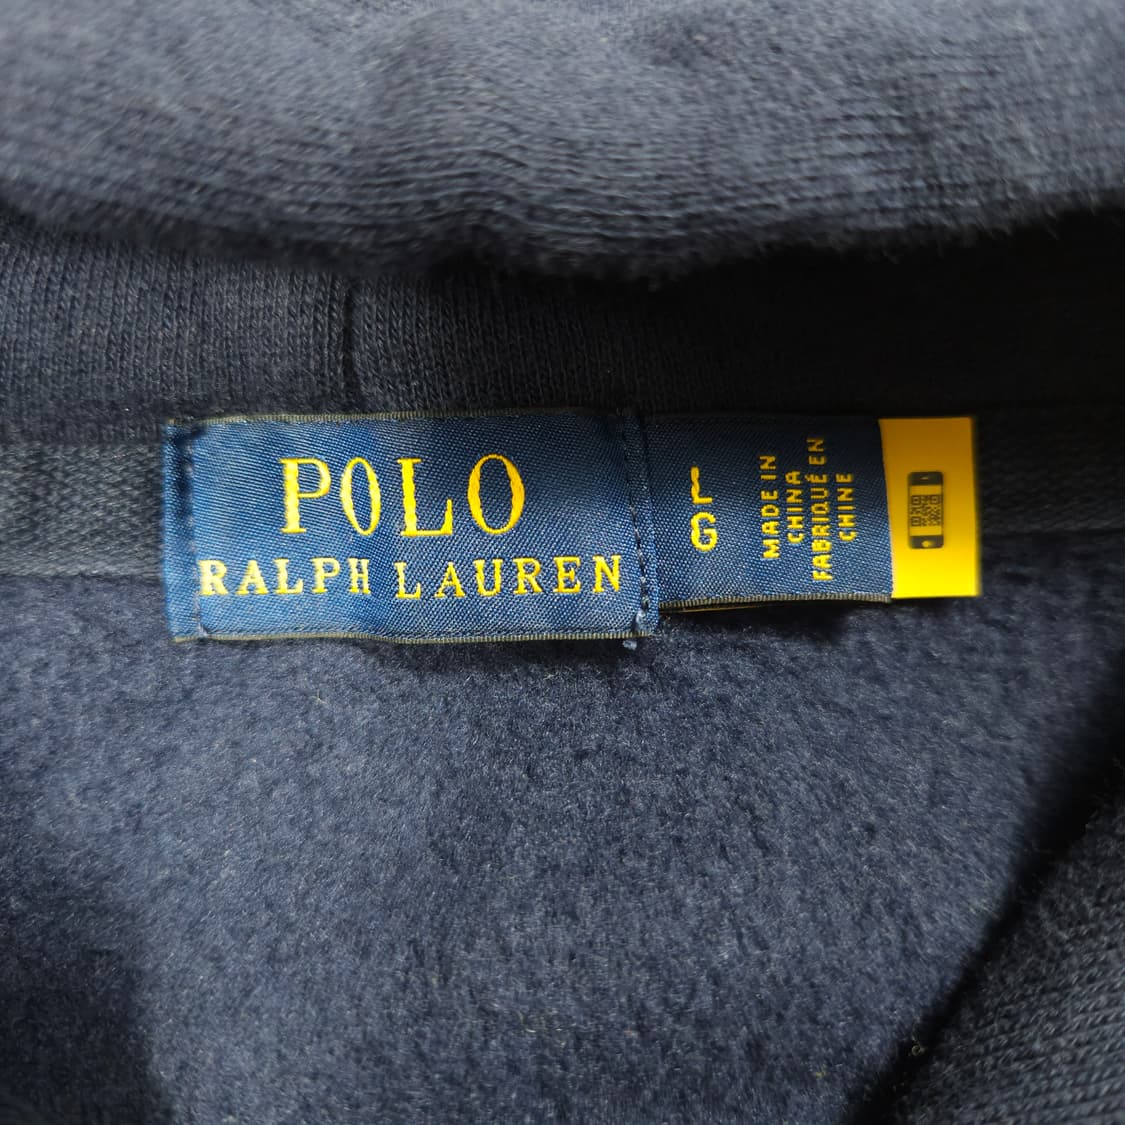 POLO
RALPH LAUREN
L
G
MADE IN
CHINA
FABRIQUÉ EN
CHINE